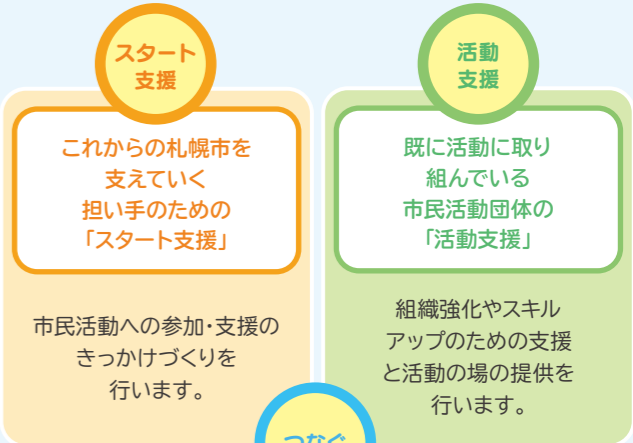 スタート
支援
これからの札幌市を
支えていく
担い手のための
「スタート支援」
市民活動への参加・支援の
きっかけづくりを
行います。
活動
支援
既に活動に取り
組んでいる
市民活動団体の
「活動支援」
組織強化やスキル
アップのための支援
と活動の場の提供を
行います。
つなぐ